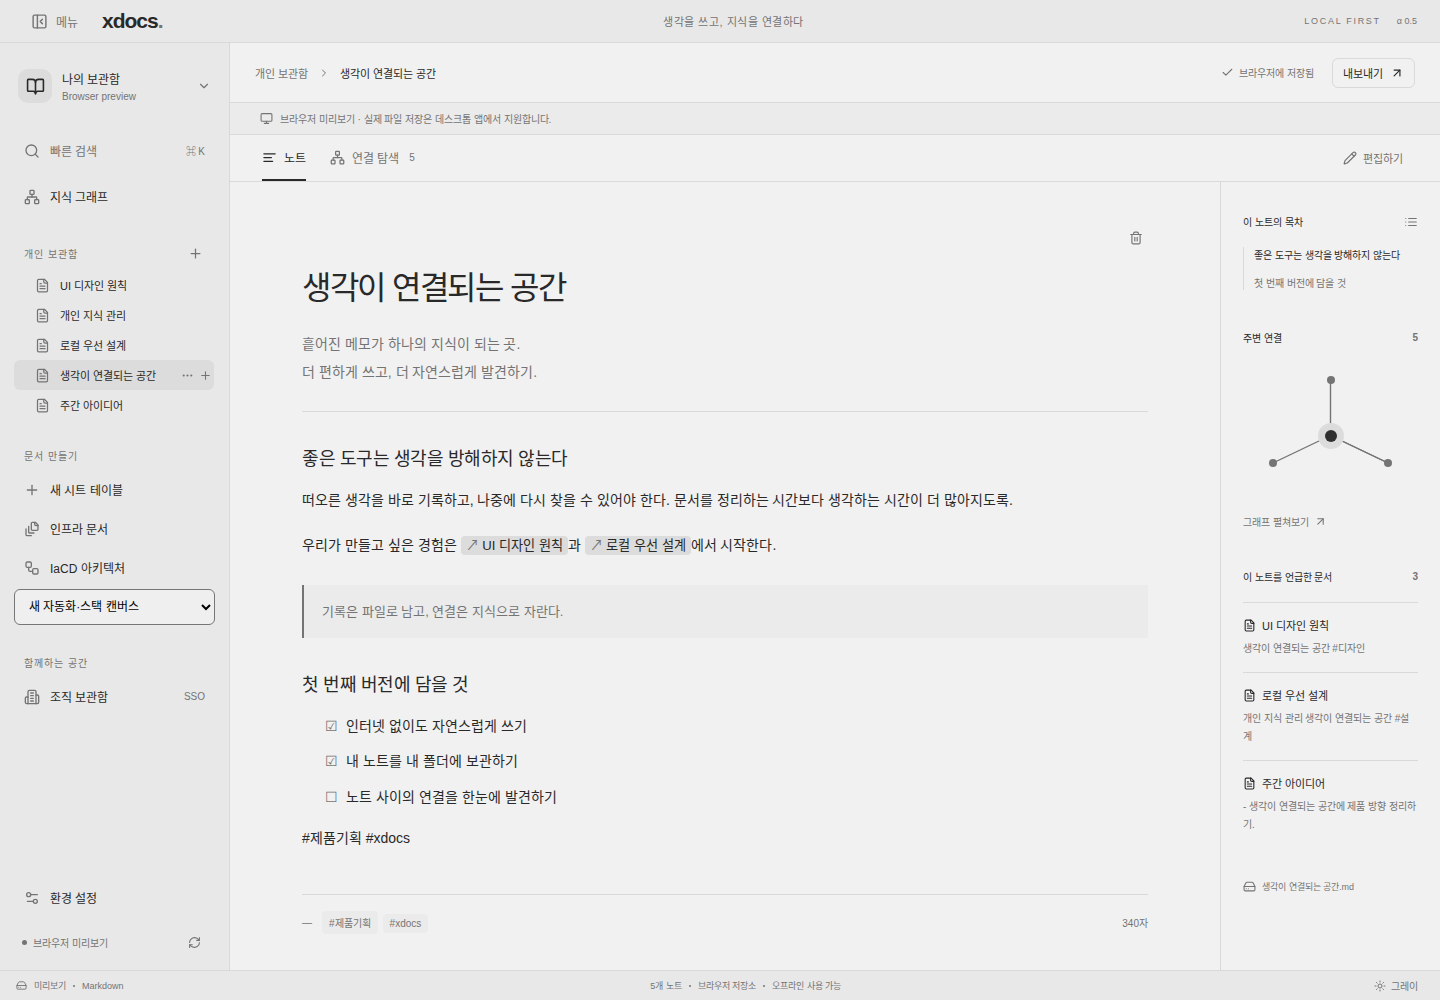 메뉴
xdocs.
생각을 쓰고, 지식을 연결하다
LOCAL FIRST
α 0.5
나의 보관함
Browser preview
빠른 검색
⌘K
지식 그래프
개인 보관함
UI 디자인 원칙
개인 지식 관리
로컬 우선 설계
생각이 연결되는 공간
주간 아이디어
문서 만들기
새 시트 테이블
인프라 문서
IaCD 아키텍처
새 자동화·스택 캔버스
함께하는 공간
조직 보관함
SSO
환경 설정
브라우저 미리보기
개인 보관함
생각이 연결되는 공간
브라우저에 저장됨
내보내기
브라우저 미리보기 · 실제 파일 저장은 데스크톱 앱에서 지원합니다.
노트
연결 탐색 5
편집하기
생각이 연결되는 공간
흩어진 메모가 하나의 지식이 되는 곳.
더 편하게 쓰고, 더 자연스럽게 발견하기.
좋은 도구는 생각을 방해하지 않는다
떠오른 생각을 바로 기록하고, 나중에 다시 찾을 수 있어야 한다. 문서를 정리하는 시간보다 생각하는 시간이 더 많아지도록.
우리가 만들고 싶은 경험은 ↗ UI 디자인 원칙 과 ↗ 로컬 우선 설계 에서 시작한다.
기록은 파일로 남고, 연결은 지식으로 자란다.
첫 번째 버전에 담을 것
☑ 인터넷 없이도 자연스럽게 쓰기
☑ 내 노트를 내 폴더에 보관하기
☐ 노트 사이의 연결을 한눈에 발견하기
#제품기획 #xdocs
— #제품기획 #xdocs
340자
이 노트의 목차
좋은 도구는 생각을 방해하지 않는다
첫 번째 버전에 담을 것
주변 연결 5
그래프 펼쳐보기
이 노트를 언급한 문서 3
UI 디자인 원칙
생각이 연결되는 공간 #디자인
로컬 우선 설계
개인 지식 관리 생각이 연결되는 공간 #설
계
주간 아이디어
- 생각이 연결되는 공간에 제품 방향 정리하
기.
생각이 연결되는 공간.md
미리보기 · Markdown
5개 노트 · 브라우저 저장소 · 오프라인 사용 가능
그레이